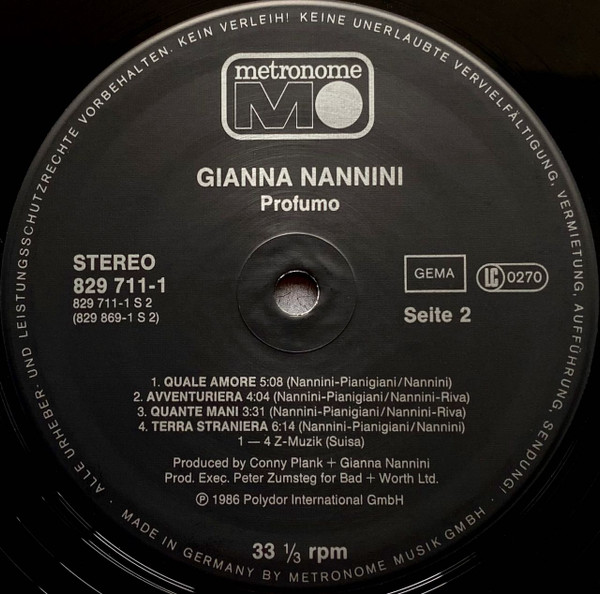 ALLE URHEBER- UND LEISTUNGSSCHUTZRECHTE VORBEHALTEN. KEIN VERLEIH! KEINE UNERLAUBTE VERVIELFÄLTIGUNG, VERMIETUNG, AUFFÜHRUNG, SENDUNG!
metronome
M
GIANNA NANNINI
Profumo
STEREO
829 711-1
829 711-1 S 2
(829 869-1 S 2)
GEMA
LC 0270
Seite 2
1. QUALE AMORE 5:08 (Nannini-Pianigiani/Nannini)
2. AVVENTURIERA 4:04 (Nannini-Pianigiani/Nannini-Riva)
3. QUANTE MANI 3:31 (Nannini-Pianigiani/Nannini-Riva)
4. TERRA STRANIERA 6:14 (Nannini-Pianigiani/Nannini)
1 — 4 Z-Muzik (Suisa)
Produced by Conny Plank + Gianna Nannini
Prod. Exec. Peter Zumsteg for Bad + Worth Ltd.
℗ 1986 Polydor International GmbH
33 ⅓ rpm
· MADE IN GERMANY BY METRONOME MUSIK GMBH ·